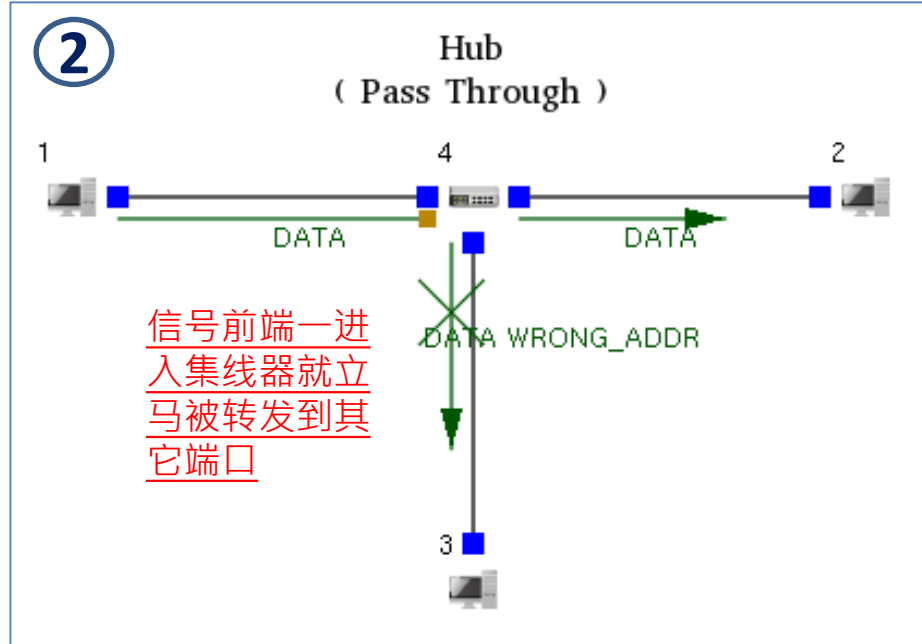 2
Hub
( Pass Through )
1
4
2
DATA
DATA
DATA WRONG_ADDR
信号前端一进
入集线器就立
马被转发到其
它端口
3